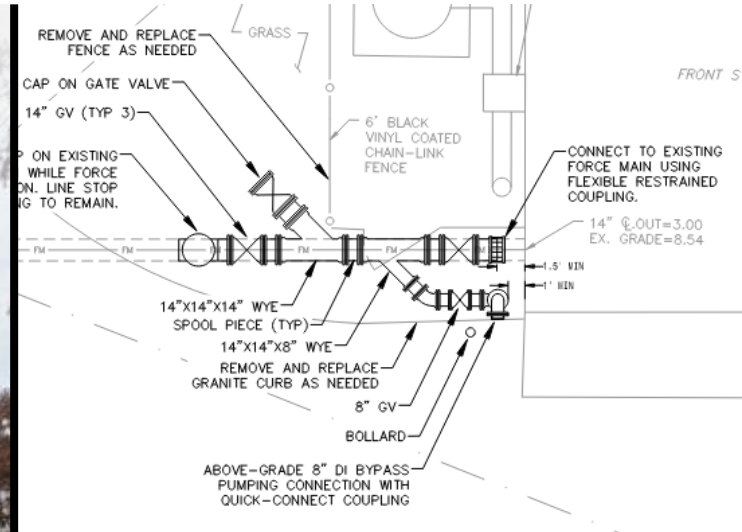 REMOVE AND REPLACE
FENCE AS NEEDED
GRASS
CAP ON GATE VALVE
14" GV (TYP 3)
ON EXISTING
WHILE FORCE
LINE STOP
TO REMAIN.
6' BLACK
VINYL COATED
CHAIN-LINK
FENCE
FRONT
CONNECT TO EXISTING
FORCE MAIN USING
FLEXIBLE RESTRAINED
COUPLING.
14" ℄ OUT=3.00
EX. GRADE=8.54
FM
FM
FM
FM
FM
1.5' MIN
1' MIN
14"X14"X14" WYE
SPOOL PIECE (TYP)
14"X14"X8" WYE
REMOVE AND REPLACE
GRANITE CURB AS NEEDED
8" GV
BOLLARD
ABOVE-GRADE 8" DI BYPASS
PUMPING CONNECTION WITH
QUICK-CONNECT COUPLING